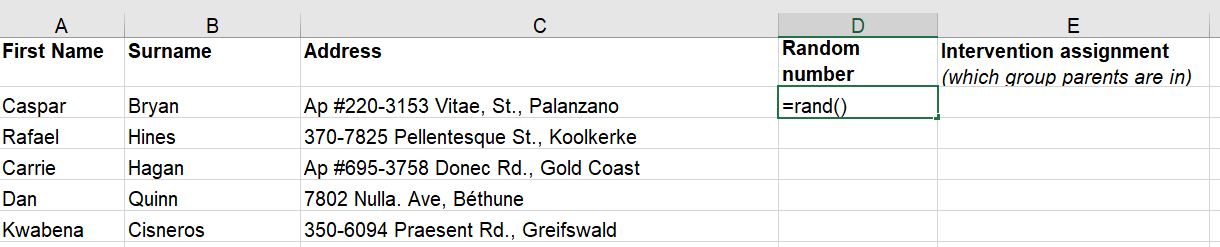 A B C D E
First Name Surname Address Random number Intervention assignment
(which group parents are in)
Caspar Bryan Ap #220-3153 Vitae, St., Palanzano =rand()
Rafael Hines 370-7825 Pellentesque St., Koolkerke
Carrie Hagan Ap #695-3758 Donec Rd., Gold Coast
Dan Quinn 7802 Nulla. Ave, Béthune
Kwabena Cisneros 350-6094 Praesent Rd., Greifswald